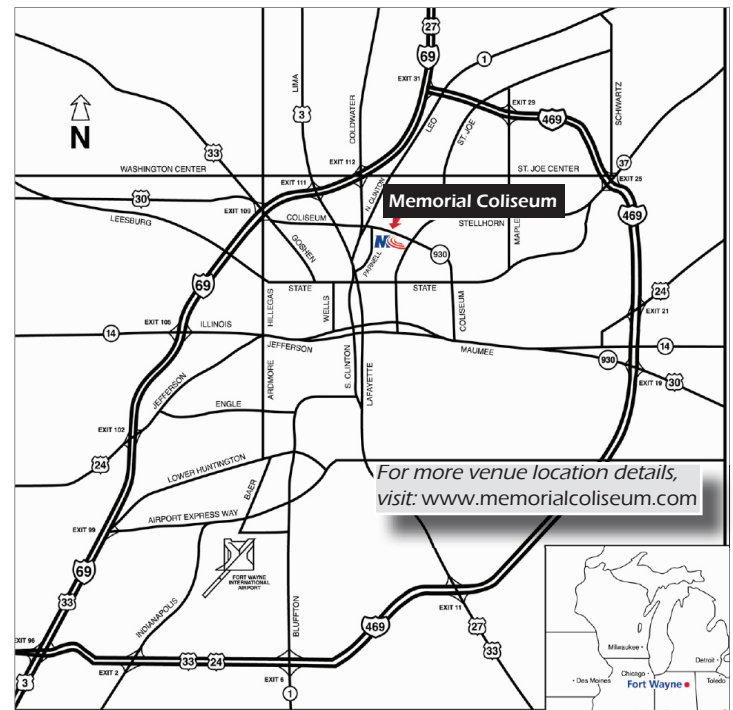 27
69
1
EXIT 31
LIMA
3
COLDWATER
LEO
ST. JOE
EXIT 29
469
SCHWARTZ
N
33
EXIT 112
WASHINGTON CENTER
ST. JOE CENTER
37
EXIT 25
EXIT 111
30
N. CLINTON
Memorial Coliseum
EXIT 109
LEESBURG
COLISEUM
STELLHORN
MAPLE
469
GOSHEN
PARNELL
930
69
STATE
STATE
24
HILLEGAS
WELLS
COLISEUM
EXIT 21
EXIT 105
ILLINOIS
14
JEFFERSON
S. CLINTON
MAUMEE
14
930
ARDMORE
LAFAYETTE
EXIT 19
30
JEFFERSON
ENGLE
EXIT 102
24
LOWER HUNTINGTON
BAER
For more venue location details,
visit: www.memorialcoliseum.com
AIRPORT EXPRESS WAY
EXIT 99
69
FORT WAYNE
INTERNATIONAL
AIRPORT
33
INDIANAPOLIS
BLUFFTON
469
EXIT 11
27
33
XIT 96
3
EXIT 2
33
24
EXIT 6
1
Milwaukee
Detroit
Chicago
Des Moines
Fort Wayne
Toledo